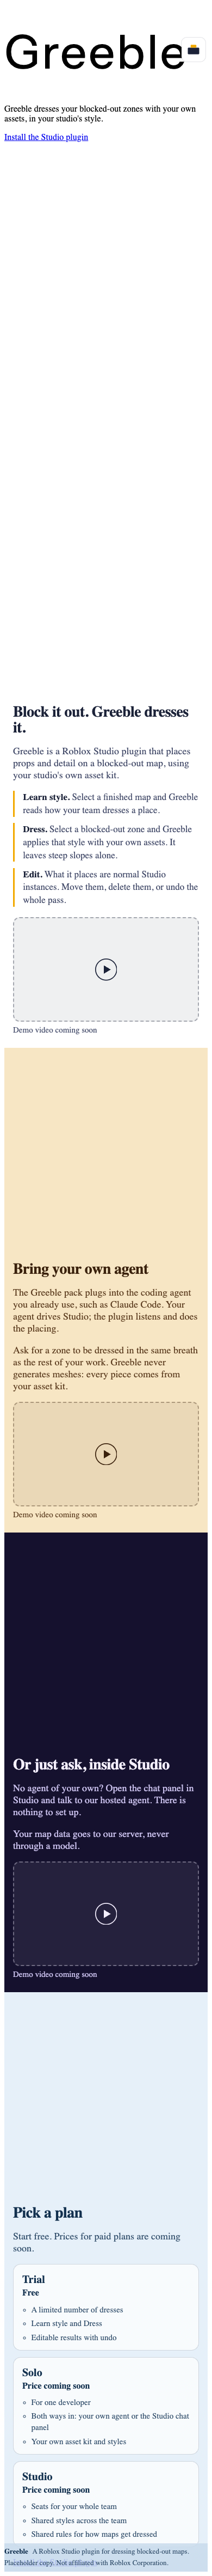 Greeble
Greeble dresses your blocked-out zones with your own
assets, in your studio's style.
Install the Studio plugin
Block it out. Greeble dresses
it.
Greeble is a Roblox Studio plugin that places
props and detail on a blocked-out map, using
your studio's own asset kit.
Learn style. Select a finished map and Greeble
reads how your team dresses a place.
Dress. Select a blocked-out zone and Greeble
applies that style with your own assets. It
leaves steep slopes alone.
Edit. What it places are normal Studio
instances. Move them, delete them, or undo the
whole pass.
Demo video coming soon
Bring your own agent
The Greeble pack plugs into the coding agent
you already use, such as Claude Code. Your
agent drives Studio; the plugin listens and does
the placing.
Ask for a zone to be dressed in the same breath
as the rest of your work. Greeble never
generates meshes: every piece comes from
your asset kit.
Demo video coming soon
Or just ask, inside Studio
No agent of your own? Open the chat panel in
Studio and talk to our hosted agent. There is
nothing to set up.
Your map data goes to our server, never
through a model.
Demo video coming soon
Pick a plan
Start free. Prices for paid plans are coming
soon.
Trial
Free
A limited number of dresses
Learn style and Dress
Editable results with undo
Solo
Price coming soon
For one developer
Both ways in: your own agent or the Studio chat
panel
Your own asset kit and styles
Studio
Price coming soon
Seats for your whole team
Shared styles across the team
Shared rules for how maps get dressed
Greeble A Roblox Studio plugin for dressing blocked-out maps.
Placeholder copy. Not affiliated with Roblox Corporation.